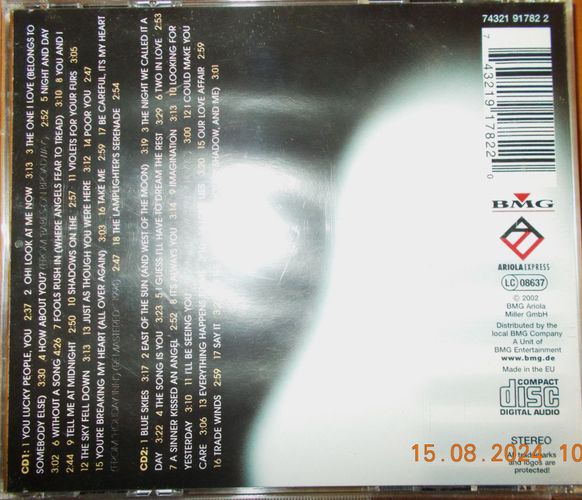 CD1: 1 YOU LUCKY PEOPLE, YOU 2:37 2 OH! LOOK AT ME NOW 3:13 3 THE ONE I LOVE (BELONGS TO
SOMEBODY ELSE) 3:30 4 HOW ABOUT YOU? (FROM BABES ON BROADWAY) 2:52 5 NIGHT AND DAY
3:02 6 WITHOUT A SONG 4:26 7 FOOLS RUSH IN (WHERE ANGELS FEAR TO TREAD) 3:10 8 YOU AND I
2:44 9 TELL ME AT MIDNIGHT 2:50 10 SHADOWS ON THE 2:57 11 VIOLETS FOR YOUR FURS 3:05
12 THE SKY FELL DOWN 3:13 13 JUST AS THOUGH YOU WERE HERE 3:12 14 POOR YOU 2:47
15 YOU'RE BREAKING MY HEART (ALL OVER AGAIN) 3:03 16 TAKE ME 2:59 17 BE CAREFUL, IT'S MY HEART
(FROM HOLIDAY INN) 2:47 18 THE LAMPLIGHTER'S SERENADE 2:54
CD2: 1 BLUE SKIES 3:17 2 EAST OF THE SUN (AND WEST OF THE MOON) 3:19 3 THE NIGHT WE CALLED IT A
DAY 3:22 4 THE SONG IS YOU 3:23 5 I GUESS I'LL HAVE TO DREAM THE REST 3:29 6 TWO IN LOVE 2:53
7 A SINNER KISSED AN ANGEL 2:52 8 IT'S ALWAYS YOU 3:14 9 IMAGINATION 3:13 10 LOOKING FOR
YESTERDAY 3:10 11 I'LL BE SEEING YOU 3:00 12 I COULD MAKE YOU
CARE 3:06 13 EVERYTHING HAPPENS 3:20 15 OUR LOVE AFFAIR 2:59
16 TRADE WINDS 2:59 17 SAY IT SHADOW, AND ME) 3:01
74321 91782 2
7 43219 17822 0
BMG
ARIOLA EXPRESS
LC 08637
℗ © 2002
BMG Ariola
Miller GmbH
Distributed by the
local BMG Company
A Unit of
BMG Entertainment
www.bmg.de
Made in the EU
COMPACT
disc
DIGITAL AUDIO
STEREO
All trademarks
and logos are
protected!
15.08.2024 10